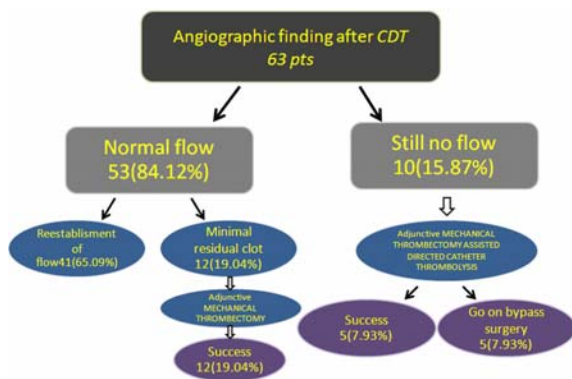 Angiographic finding after CDT
63 pts
Normal flow
53(84.12%)
Still no flow
10(15.87%)
Reestablisment
of
flow41(65.09%)
Minimal
residual clot
12(19.04%)
Adjunctive MECHANICAL
THROMBECTOMY ASSISTED
DIRECTED CATHETER
THROMBOLYSIS
Adjunctive
MECHANICAL
THROMBECTOMY
Success
12(19.04%)
Success
5(7.93%)
Go on bypass
surgery
5(7.93%)